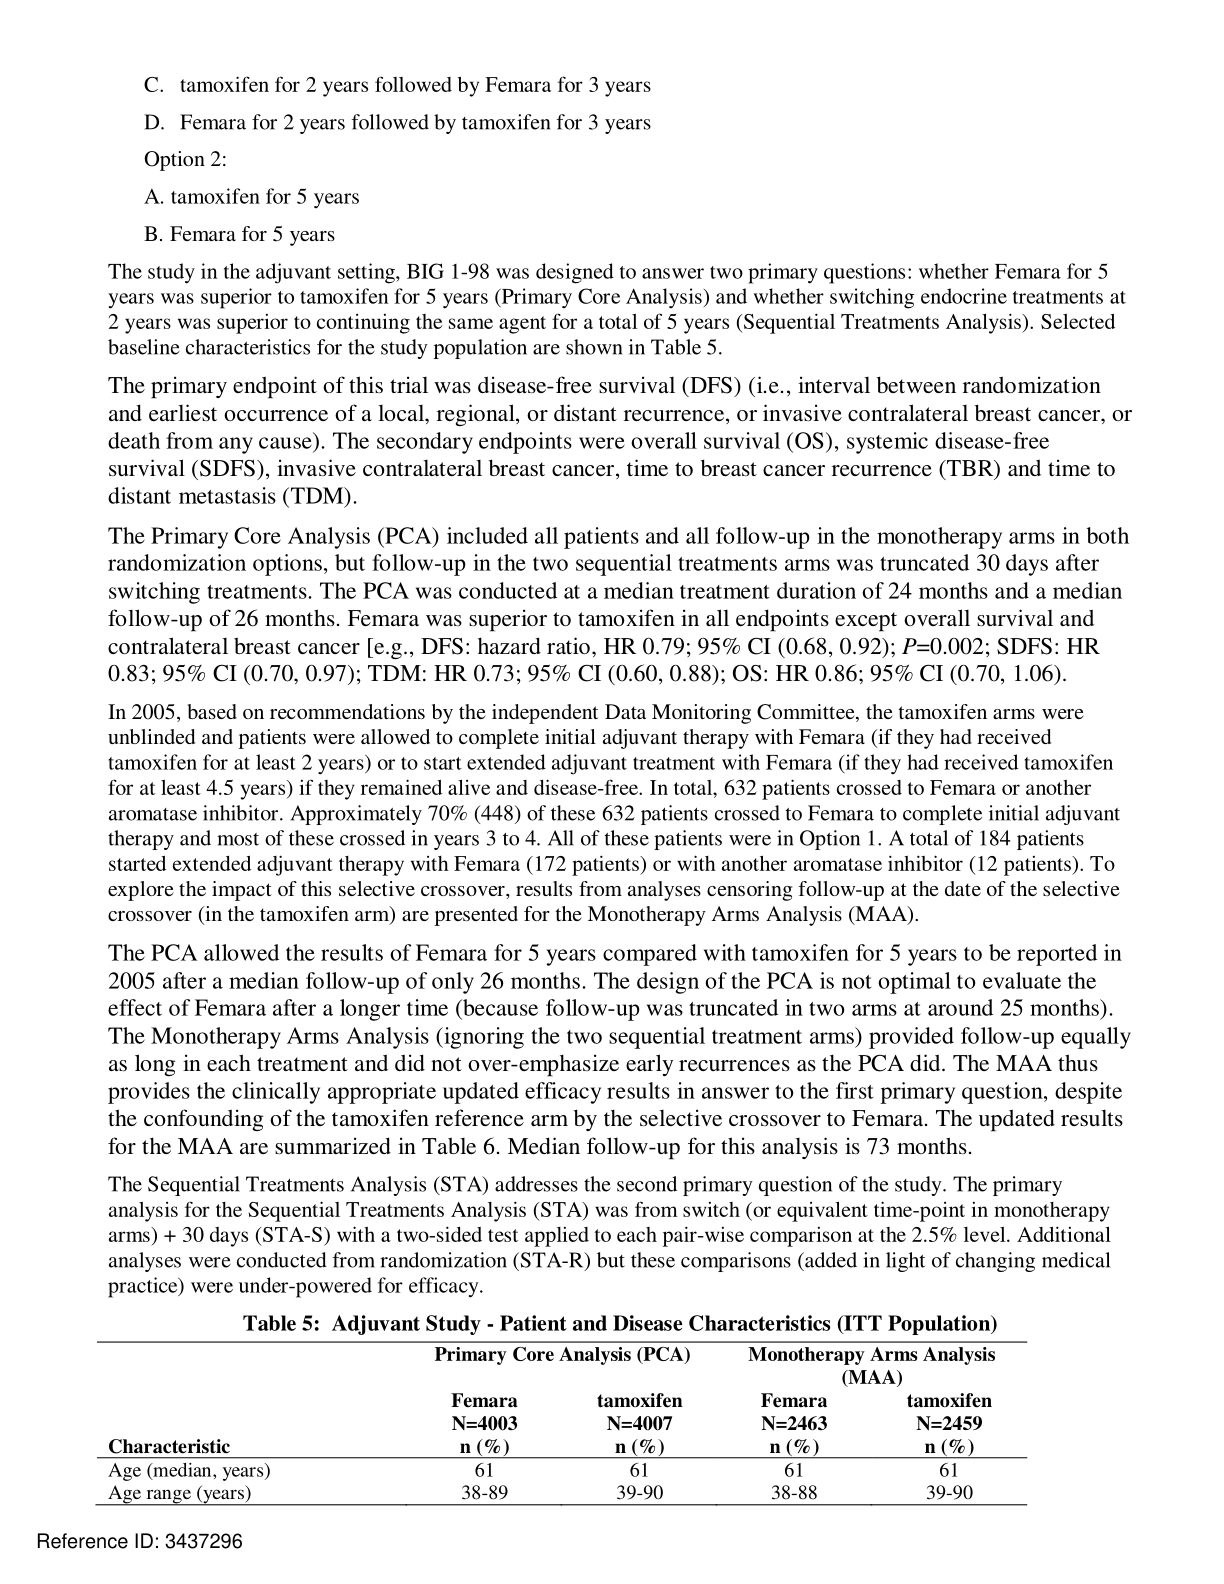 C. tamoxifen for 2 years followed by Femara for 3 years
D. Femara for 2 years followed by tamoxifen for 3 years
Option 2:
A. tamoxifen for 5 years
B. Femara for 5 years
The study in the adjuvant setting, BIG 1-98 was designed to answer two primary questions: whether Femara for 5
years was superior to tamoxifen for 5 years (Primary Core Analysis) and whether switching endocrine treatments at
2 years was superior to continuing the same agent for a total of 5 years (Sequential Treatments Analysis). Selected
baseline characteristics for the study population are shown in Table 5.
The primary endpoint of this trial was disease-free survival (DFS) (i.e., interval between randomization
and earliest occurrence of a local, regional, or distant recurrence, or invasive contralateral breast cancer, or
death from any cause). The secondary endpoints were overall survival (OS), systemic disease-free
survival (SDFS), invasive contralateral breast cancer, time to breast cancer recurrence (TBR) and time to
distant metastasis (TDM).
The Primary Core Analysis (PCA) included all patients and all follow-up in the monotherapy arms in both
randomization options, but follow-up in the two sequential treatments arms was truncated 30 days after
switching treatments. The PCA was conducted at a median treatment duration of 24 months and a median
follow-up of 26 months. Femara was superior to tamoxifen in all endpoints except overall survival and
contralateral breast cancer [e.g., DFS: hazard ratio, HR 0.79; 95% CI (0.68, 0.92); P=0.002; SDFS: HR
0.83; 95% CI (0.70, 0.97); TDM: HR 0.73; 95% CI (0.60, 0.88); OS: HR 0.86; 95% CI (0.70, 1.06).
In 2005, based on recommendations by the independent Data Monitoring Committee, the tamoxifen arms were
unblinded and patients were allowed to complete initial adjuvant therapy with Femara (if they had received
tamoxifen for at least 2 years) or to start extended adjuvant treatment with Femara (if they had received tamoxifen
for at least 4.5 years) if they remained alive and disease-free. In total, 632 patients crossed to Femara or another
aromatase inhibitor. Approximately 70% (448) of these 632 patients crossed to Femara to complete initial adjuvant
therapy and most of these crossed in years 3 to 4. All of these patients were in Option 1. A total of 184 patients
started extended adjuvant therapy with Femara (172 patients) or with another aromatase inhibitor (12 patients). To
explore the impact of this selective crossover, results from analyses censoring follow-up at the date of the selective
crossover (in the tamoxifen arm) are presented for the Monotherapy Arms Analysis (MAA).
The PCA allowed the results of Femara for 5 years compared with tamoxifen for 5 years to be reported in
2005 after a median follow-up of only 26 months. The design of the PCA is not optimal to evaluate the
effect of Femara after a longer time (because follow-up was truncated in two arms at around 25 months).
The Monotherapy Arms Analysis (ignoring the two sequential treatment arms) provided follow-up equally
as long in each treatment and did not over-emphasize early recurrences as the PCA did. The MAA thus
provides the clinically appropriate updated efficacy results in answer to the first primary question, despite
the confounding of the tamoxifen reference arm by the selective crossover to Femara. The updated results
for the MAA are summarized in Table 6. Median follow-up for this analysis is 73 months.
The Sequential Treatments Analysis (STA) addresses the second primary question of the study. The primary
analysis for the Sequential Treatments Analysis (STA) was from switch (or equivalent time-point in monotherapy
arms) + 30 days (STA-S) with a two-sided test applied to each pair-wise comparison at the 2.5% level. Additional
analyses were conducted from randomization (STA-R) but these comparisons (added in light of changing medical
practice) were under-powered for efficacy.
Table 5: Adjuvant Study - Patient and Disease Characteristics (ITT Population)
Primary Core Analysis (PCA) Monotherapy Arms Analysis
(MAA)
Femara tamoxifen Femara tamoxifen
N=4003 N=4007 N=2463 N=2459
Characteristic n (%) n (%) n (%) n (%)
Age (median, years) 61 61 61 61
Age range (years) 38-89 39-90 38-88 39-90
Reference ID: 3437296